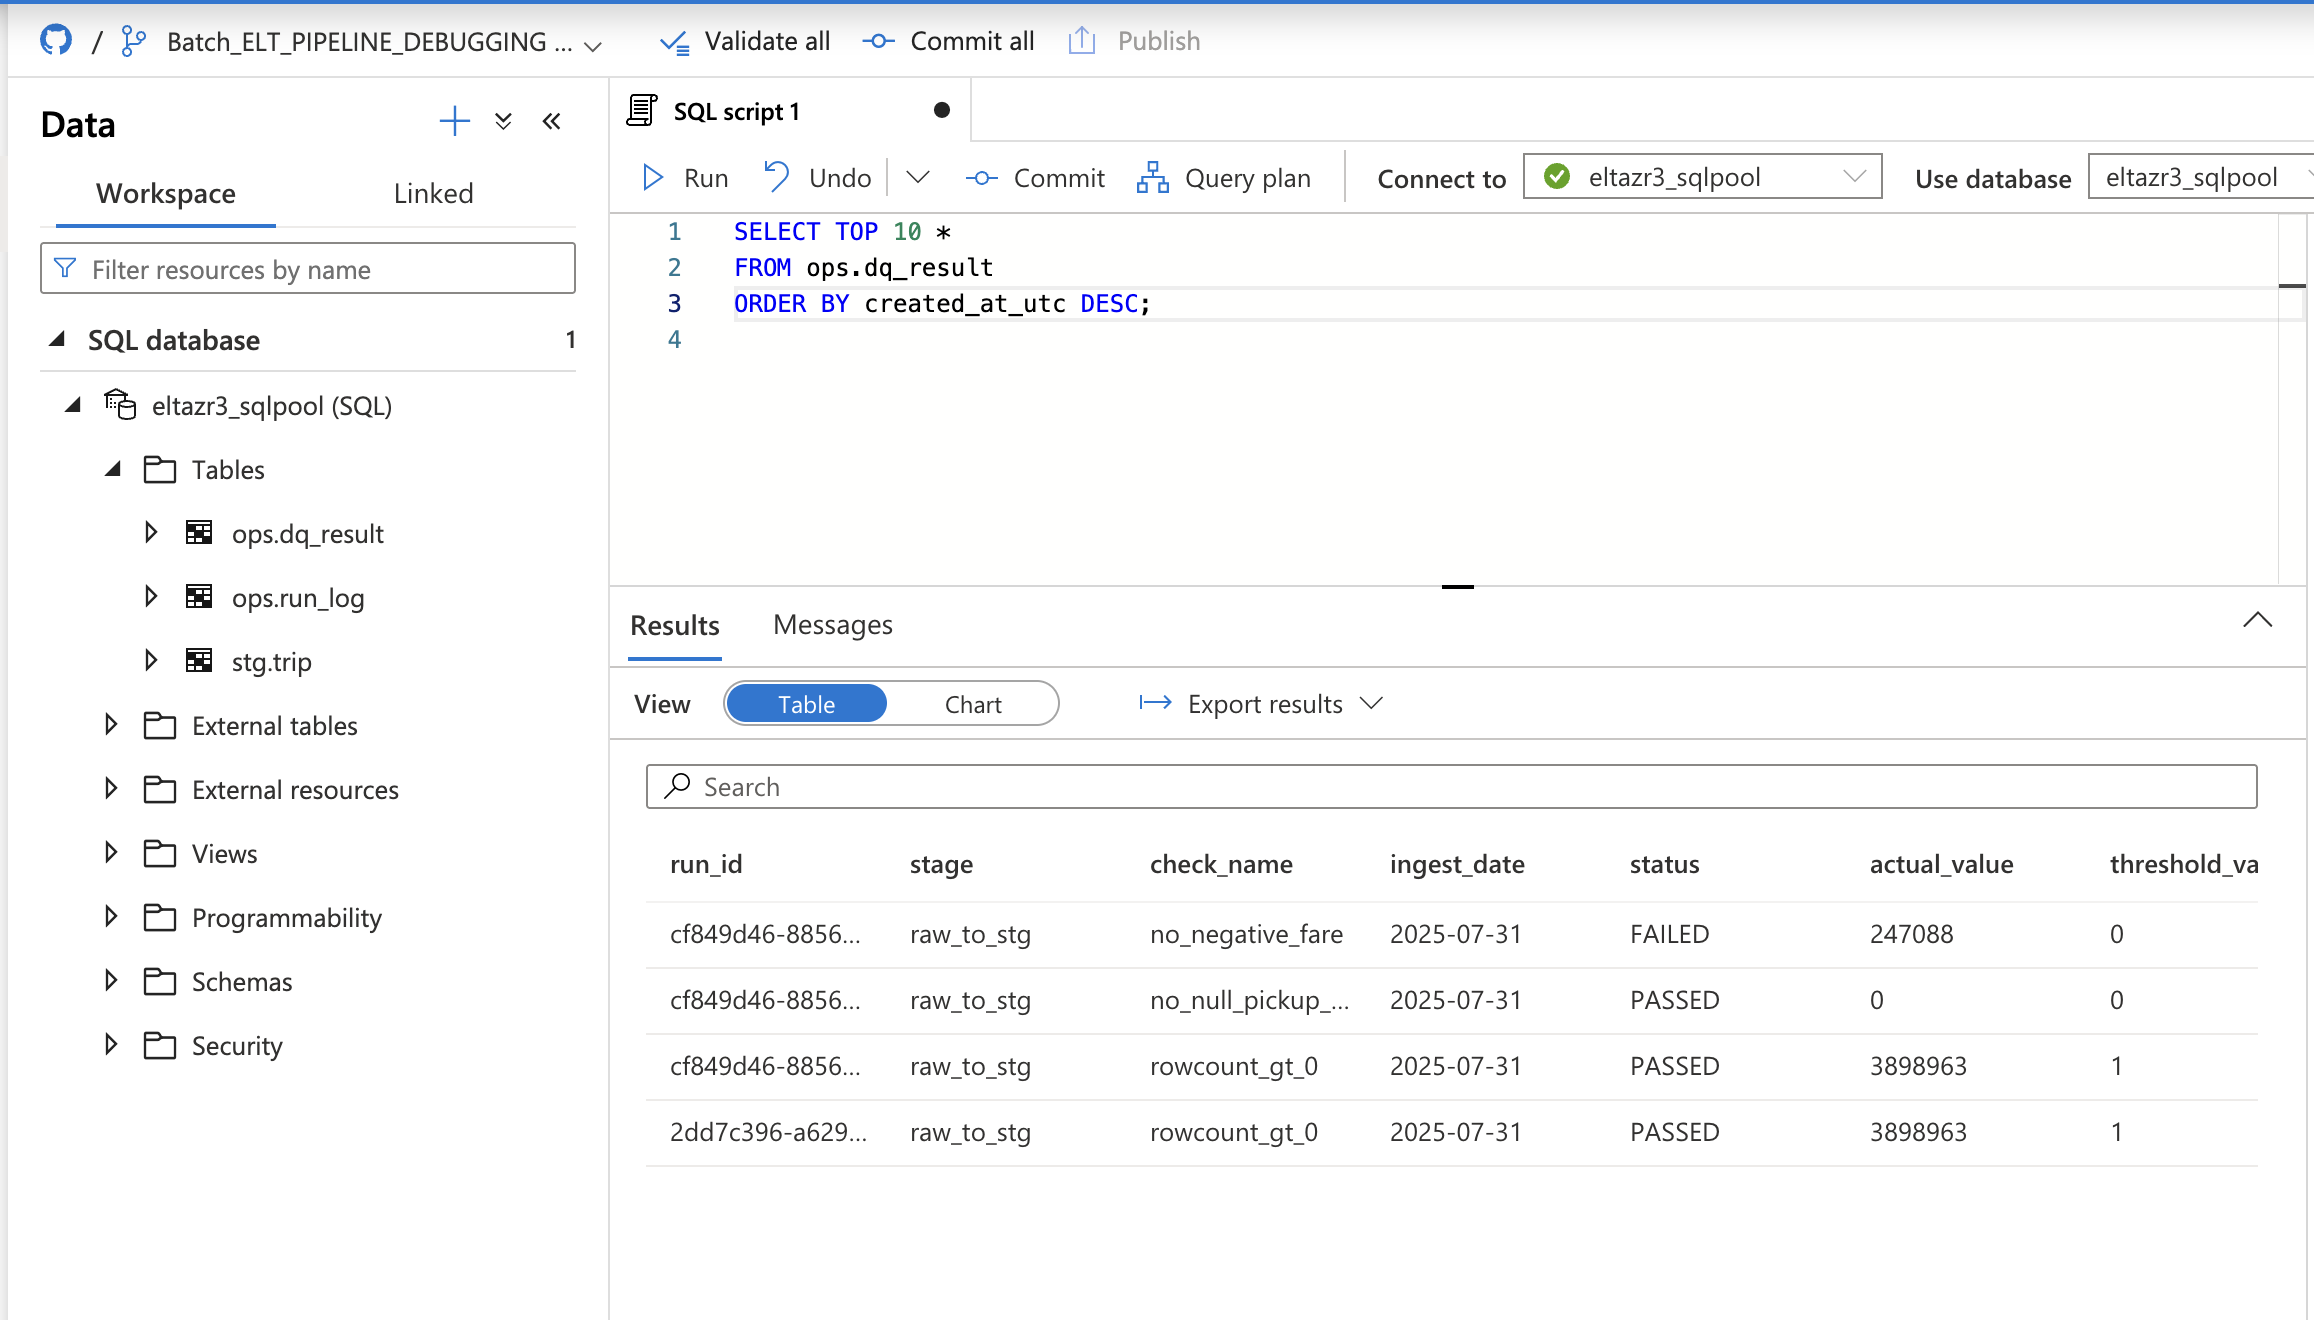 / Batch_ELT_PIPELINE_DEBUGGING ... Validate all Commit all Publish
Data
Workspace Linked
Filter resources by name
SQL database 1
eltazr3_sqlpool (SQL)
Tables
ops.dq_result
ops.run_log
stg.trip
External tables
External resources
Views
Programmability
Schemas
Security
SQL script 1
Run Undo Commit Query plan Connect to eltazr3_sqlpool Use database eltazr3_sqlpool
1 SELECT TOP 10 *
2 FROM ops.dq_result
3 ORDER BY created_at_utc DESC;
4
Results Messages
View Table Chart Export results
Search
run_id stage check_name ingest_date status actual_value threshold_va
cf849d46-8856... raw_to_stg no_negative_fare 2025-07-31 FAILED 247088 0
cf849d46-8856... raw_to_stg no_null_pickup_... 2025-07-31 PASSED 0 0
cf849d46-8856... raw_to_stg rowcount_gt_0 2025-07-31 PASSED 3898963 1
2dd7c396-a629... raw_to_stg rowcount_gt_0 2025-07-31 PASSED 3898963 1